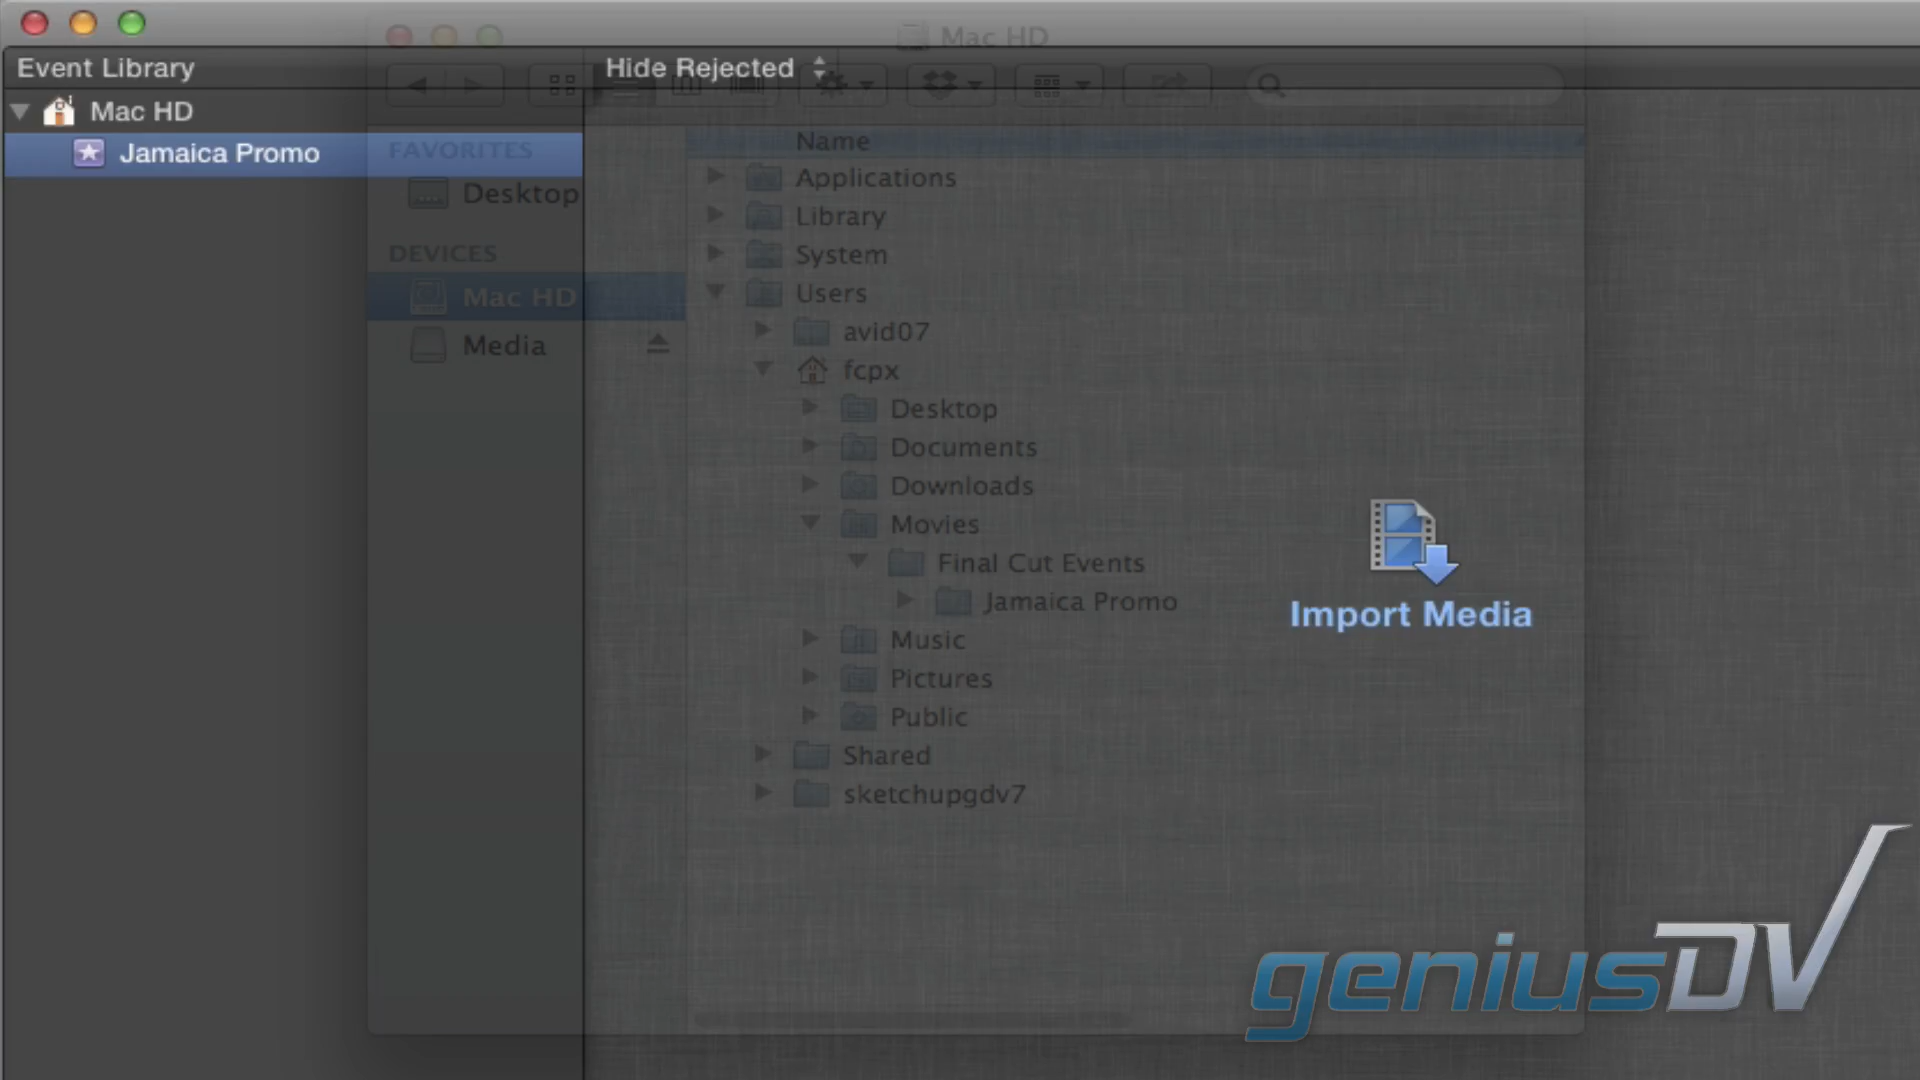 Mac HD
Event Library
Hide Rejected
Mac HD
Jamaica Promo
FAVORITES
Desktop
DEVICES
Mac HD
Media
Name
Applications
Library
System
Users
avid07
fcpx
Desktop
Documents
Downloads
Movies
Final Cut Events
Jamaica Promo
Music
Pictures
Public
Shared
sketchupgdv7
Import Media
geniusDV